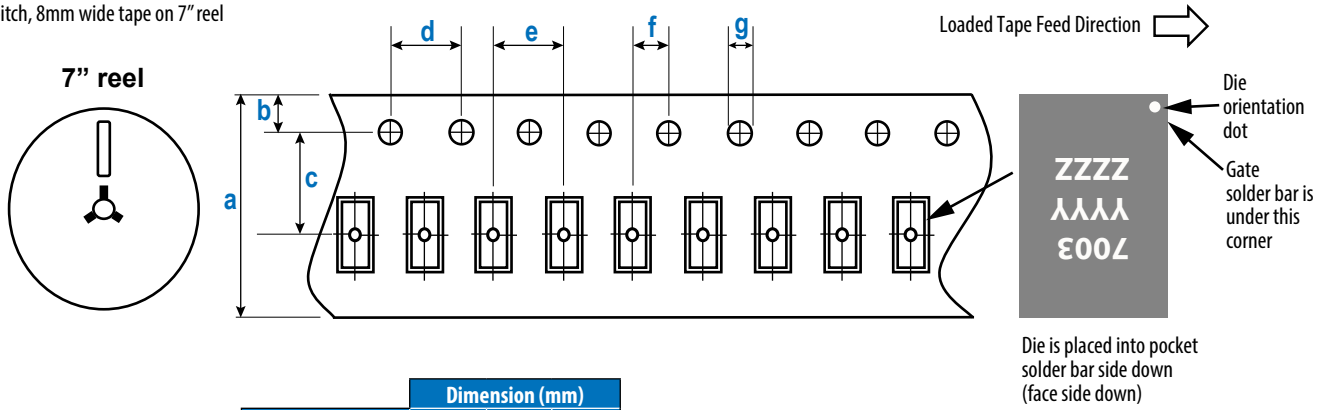 itch, 8mm wide tape on 7” reel
Loaded Tape Feed Direction
7” reel
a
b
c
d
e
f
g
Die
orientation
dot
Gate
solder bar is
under this
corner
7003
YYYY
ZZZZ
Die is placed into pocket
solder bar side down
(face side down)
Dimension (mm)